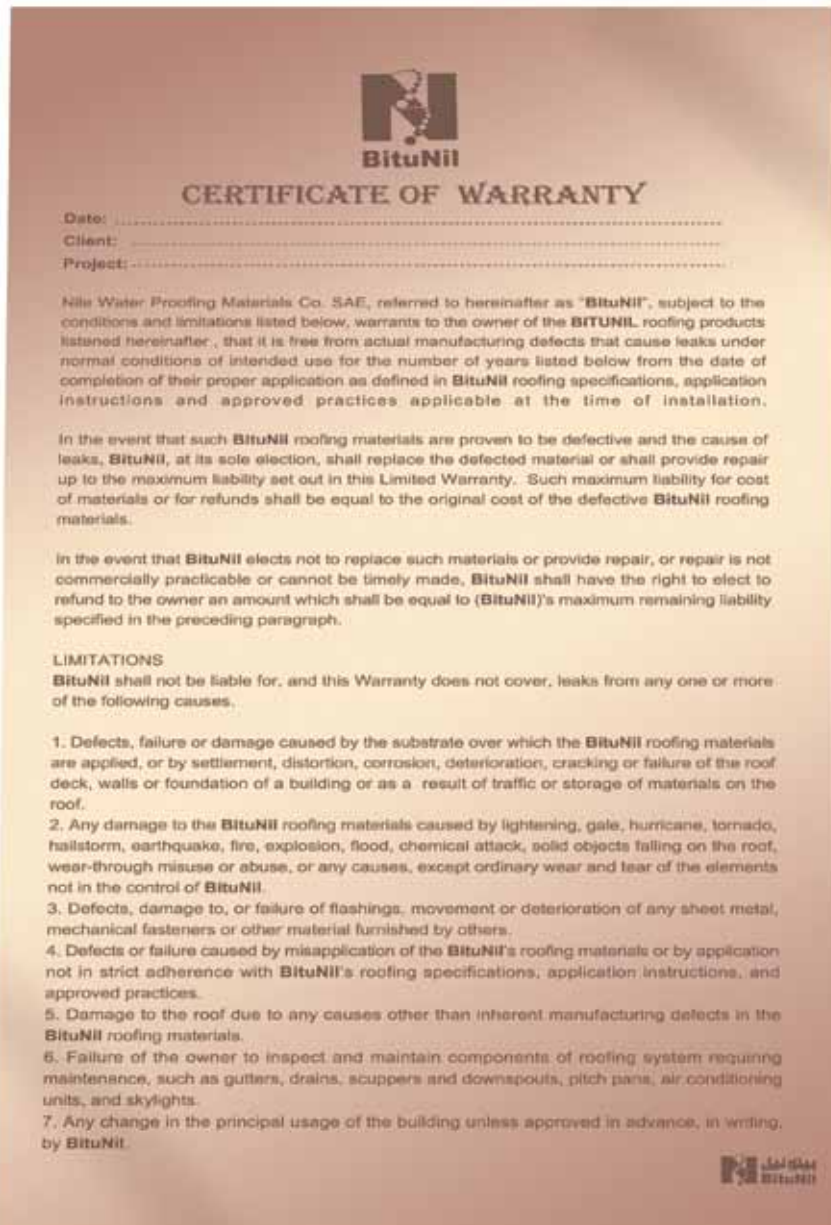 BituNil
CERTIFICATE OF WARRANTY
Date:
Client:
Project:
Nile Water Proofing Materials Co. SAE, referred to hereinafter as "BituNil", subject to the
conditions and limitations listed below, warrants to the owner of the BITUNIL roofing products
listened hereinafter , that it is free from actual manufacturing defects that cause leaks under
normal conditions of intended use for the number of years listed below from the date of
completion of their proper application as defined in BituNil roofing specifications, application
instructions and approved practices applicable at the time of installation.
In the event that such BituNil roofing materials are proven to be defective and the cause of
leaks, BituNil, at its sole election, shall replace the defected material or shall provide repair
up to the maximum liability set out in this Limited Warranty. Such maximum liability for cost
of materials or for refunds shall be equal to the original cost of the defective BituNil roofing
materials.
In the event that BituNil elects not to replace such materials or provide repair, or repair is not
commercially practicable or cannot be timely made, BituNil shall have the right to elect to
refund to the owner an amount which shall be equal to (BituNil)'s maximum remaining liability
specified in the preceding paragraph.
LIMITATIONS
BituNil shall not be liable for, and this Warranty does not cover, leaks from any one or more
of the following causes.
1. Defects, failure or damage caused by the substrate over which the BituNil roofing materials
are applied, or by settlement, distortion, corrosion, deterioration, cracking or failure of the roof
deck, walls or foundation of a building or as a result of traffic or storage of materials on the
roof.
2. Any damage to the BituNil roofing materials caused by lightening, gale, hurricane, tornado,
hailstorm, earthquake, fire, explosion, flood, chemical attack, solid objects falling on the roof,
wear-through misuse or abuse, or any causes, except ordinary wear and tear of the elements
not in the control of BituNil.
3. Defects, damage to, or failure of flashings, movement or deterioration of any sheet metal,
mechanical fasteners or other material furnished by others.
4. Defects or failure caused by misapplication of the BituNil's roofing materials or by application
not in strict adherence with BituNil's roofing specifications, application instructions, and
approved practices.
5. Damage to the roof due to any causes other than inherent manufacturing defects in the
BituNil roofing materials.
6. Failure of the owner to inspect and maintain components of roofing system requiring
maintenance, such as gutters, drains, scuppers and downspouts, pitch pans, air conditioning
units, and skylights.
7. Any change in the principal usage of the building unless approved in advance, in writing,
by BituNil.
بيتونيل
BituNil